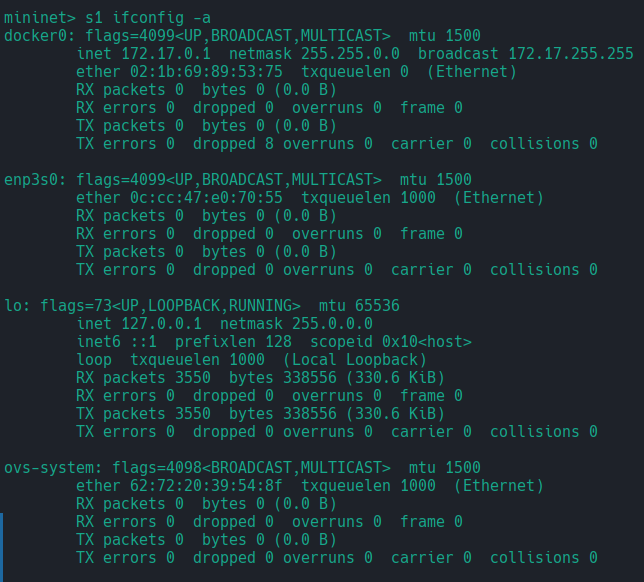 mininet> s1 ifconfig -a
docker0: flags=4099<UP,BROADCAST,MULTICAST>  mtu 1500
        inet 172.17.0.1  netmask 255.255.0.0  broadcast 172.17.255.255
        ether 02:1b:69:89:53:75  txqueuelen 0  (Ethernet)
        RX packets 0  bytes 0 (0.0 B)
        RX errors 0  dropped 0  overruns 0  frame 0
        TX packets 0  bytes 0 (0.0 B)
        TX errors 0  dropped 8 overruns 0  carrier 0  collisions 0

enp3s0: flags=4099<UP,BROADCAST,MULTICAST>  mtu 1500
        ether 0c:cc:47:e0:70:55  txqueuelen 1000  (Ethernet)
        RX packets 0  bytes 0 (0.0 B)
        RX errors 0  dropped 0  overruns 0  frame 0
        TX packets 0  bytes 0 (0.0 B)
        TX errors 0  dropped 0 overruns 0  carrier 0  collisions 0

lo: flags=73<UP,LOOPBACK,RUNNING>  mtu 65536
        inet 127.0.0.1  netmask 255.0.0.0
        inet6 ::1  prefixlen 128  scopeid 0x10<host>
        loop  txqueuelen 1000  (Local Loopback)
        RX packets 3550  bytes 338556 (330.6 KiB)
        RX errors 0  dropped 0  overruns 0  frame 0
        TX packets 3550  bytes 338556 (330.6 KiB)
        TX errors 0  dropped 0 overruns 0  carrier 0  collisions 0

ovs-system: flags=4098<BROADCAST,MULTICAST>  mtu 1500
        ether 62:72:20:39:54:8f  txqueuelen 1000  (Ethernet)
        RX packets 0  bytes 0 (0.0 B)
        RX errors 0  dropped 0  overruns 0  frame 0
        TX packets 0  bytes 0 (0.0 B)
        TX errors 0  dropped 0 overruns 0  carrier 0  collisions 0